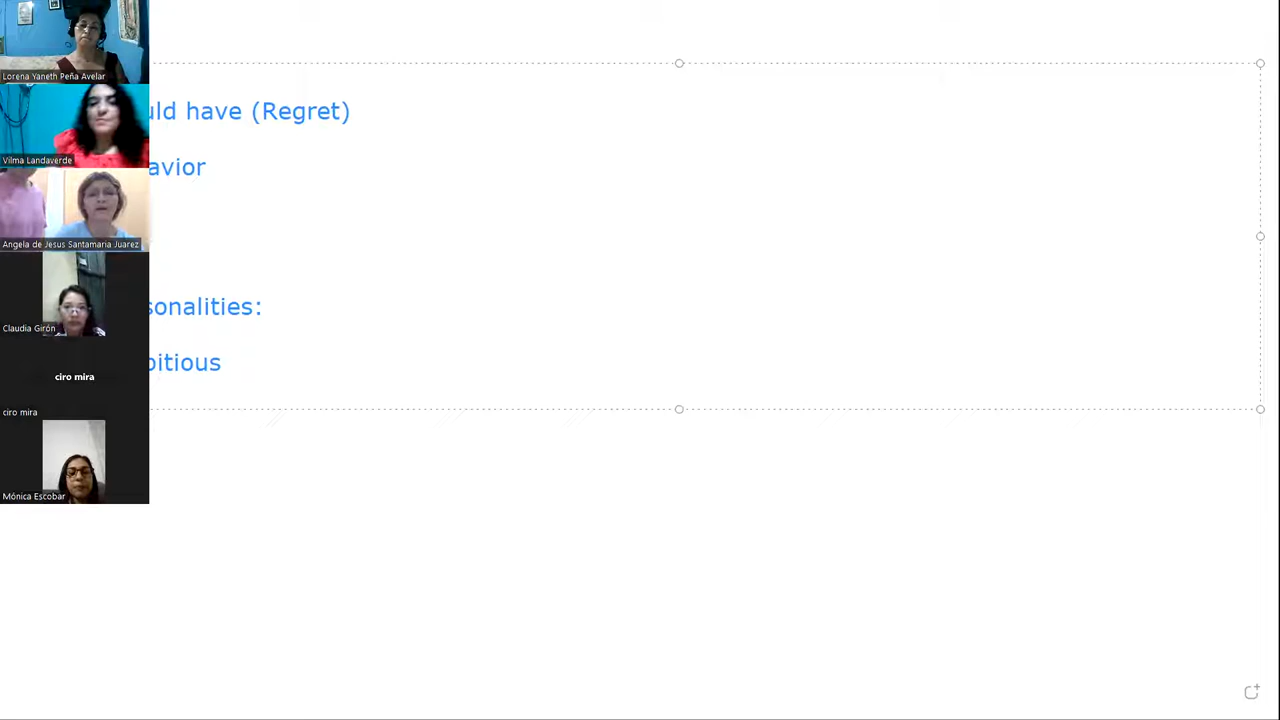 Lorena Yaneth Peña Avelar
Vilma Landaverde
Angela de Jesus Santamaria Juarez
Claudia Girón
ciro mira
ciro mira
Mónica Escobar
uld have (Regret)
avior
sonalities:
bitious